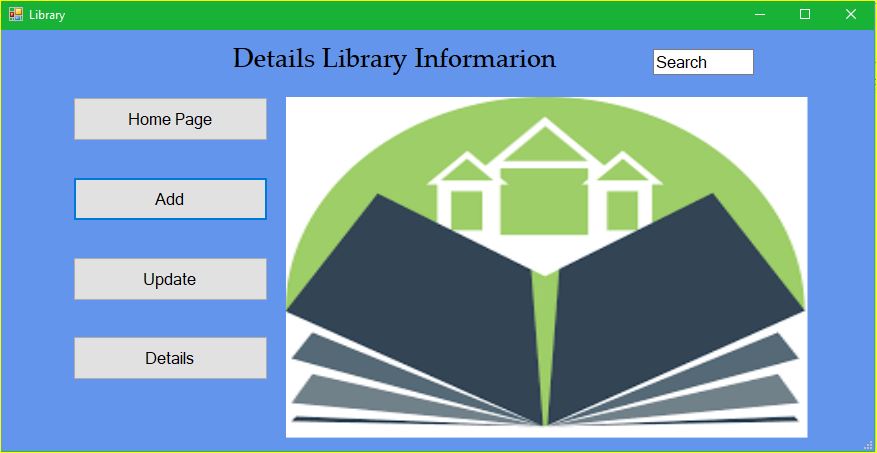 Library
Details Library Informarion
Search
Home Page
Add
Update
Details